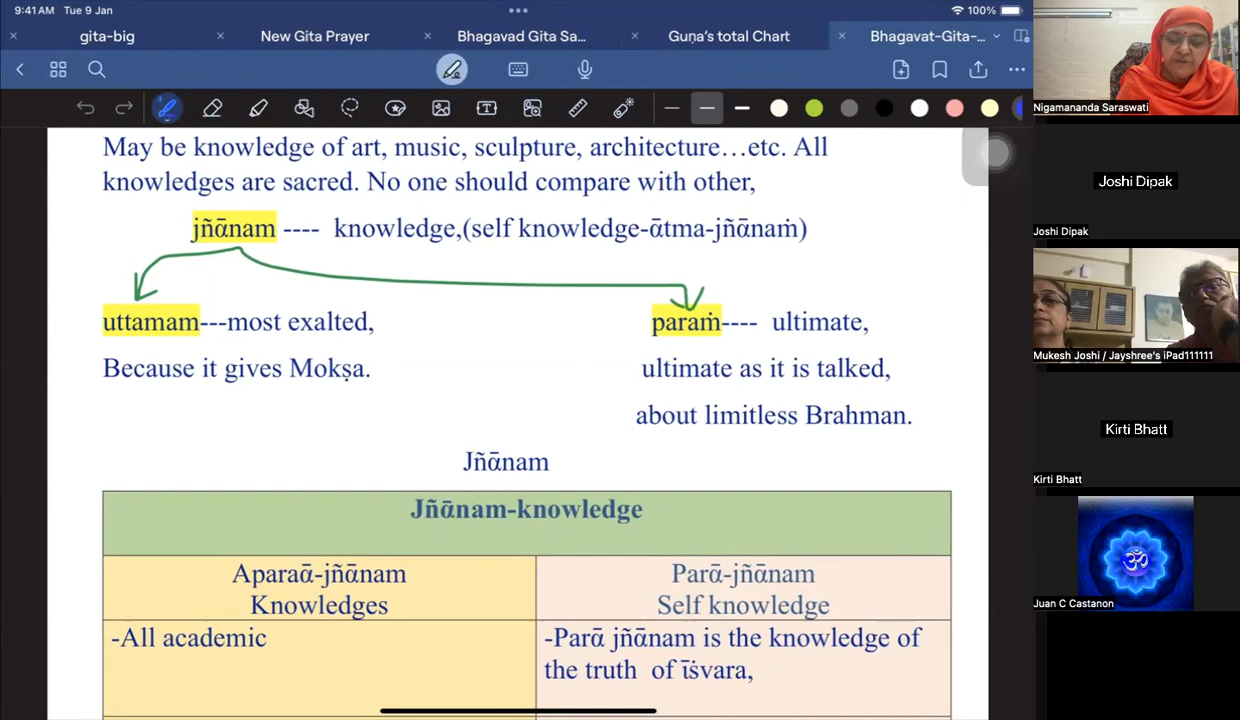 9:41 AM Tue 9 Jan
100%
gita-big
New Gita Prayer
Bhagavad Gita Sa...
Guṇa's total Chart
Bhagavat-Gita-...
May be knowledge of art, music, sculpture, architecture…etc. All
knowledges are sacred. No one should compare with other,
jñānam ---- knowledge,(self knowledge-ātma-jñānaṁ)
uttamam---most exalted,
paraṁ---- ultimate,
Because it gives Mokṣa.
ultimate as it is talked,
about limitless Brahman.
Jñānam
Jñānam-knowledge
Aparaā-jñānam
Knowledges
Parā-jñānam
Self knowledge
-All academic
-Parā jñānam is the knowledge of
the truth of īṡvara,
Nigamananda Saraswati
Joshi Dipak
Joshi Dipak
Mukesh Joshi / Jayshree's iPad111111
Kirti Bhatt
Kirti Bhatt
ॐ
Juan C Castanon